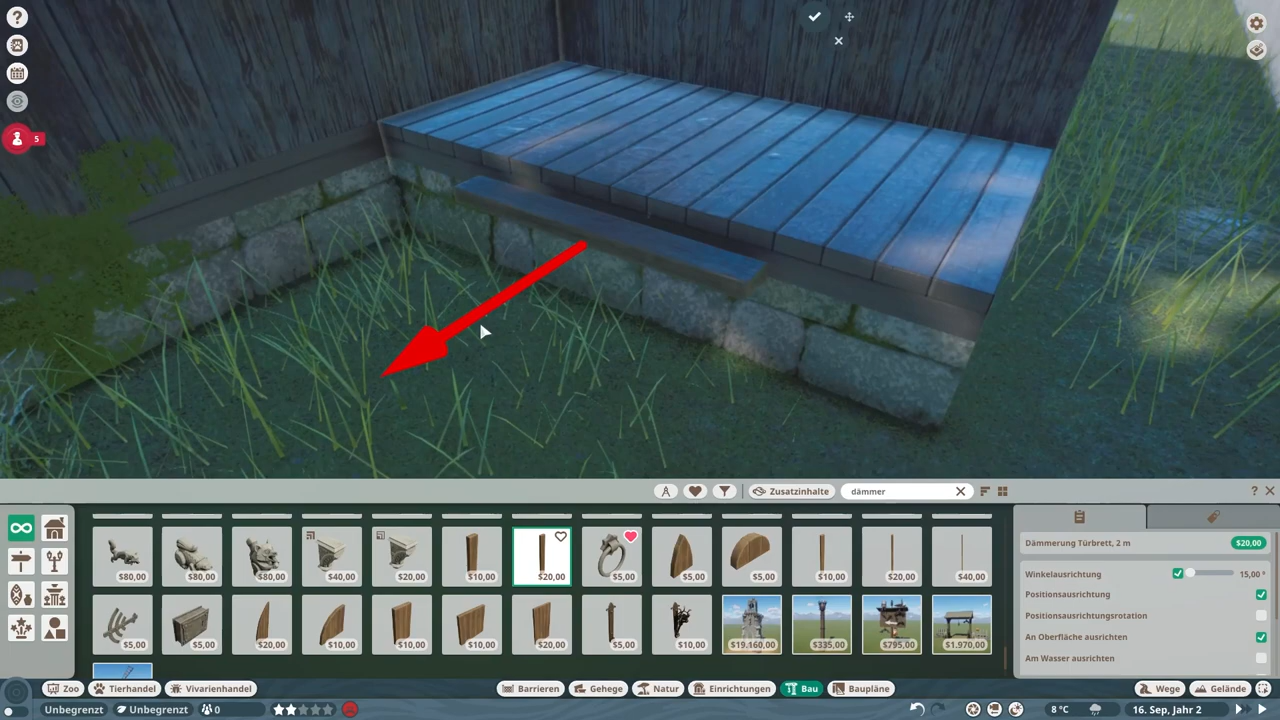 ?
5
Zusatzinhalte
dämmer
?
$80,00
$80,00
$80,00
$40,00
$20,00
$10,00
$20,00
$5,00
$5,00
$5,00
$10,00
$20,00
$40,00
Dämmerung Türbrett, 2 m
$20,00
Winkelausrichtung
15,00 °
Positionsausrichtung
Positionsausrichtungsrotation
An Oberfläche ausrichten
Am Wasser ausrichten
$5,00
$5,00
$20,00
$10,00
$10,00
$10,00
$20,00
$5,00
$10,00
$19.160,00
$335,00
$795,00
$1.970,00
Zoo
Tierhandel
Vivarienhandel
Barrieren
Gehege
Natur
Einrichtungen
Bau
Baupläne
Wege
Gelände
Unbegrenzt
Unbegrenzt
0
8 °C
16. Sep, Jahr 2